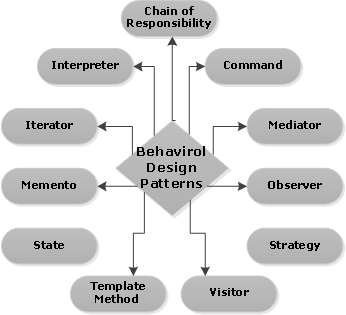 Chain of
Responsibility
Interpreter
Command
Iterator
Mediator
Behavirol
Design
Patterns
Memento
Observer
State
Strategy
Template
Method
Visitor